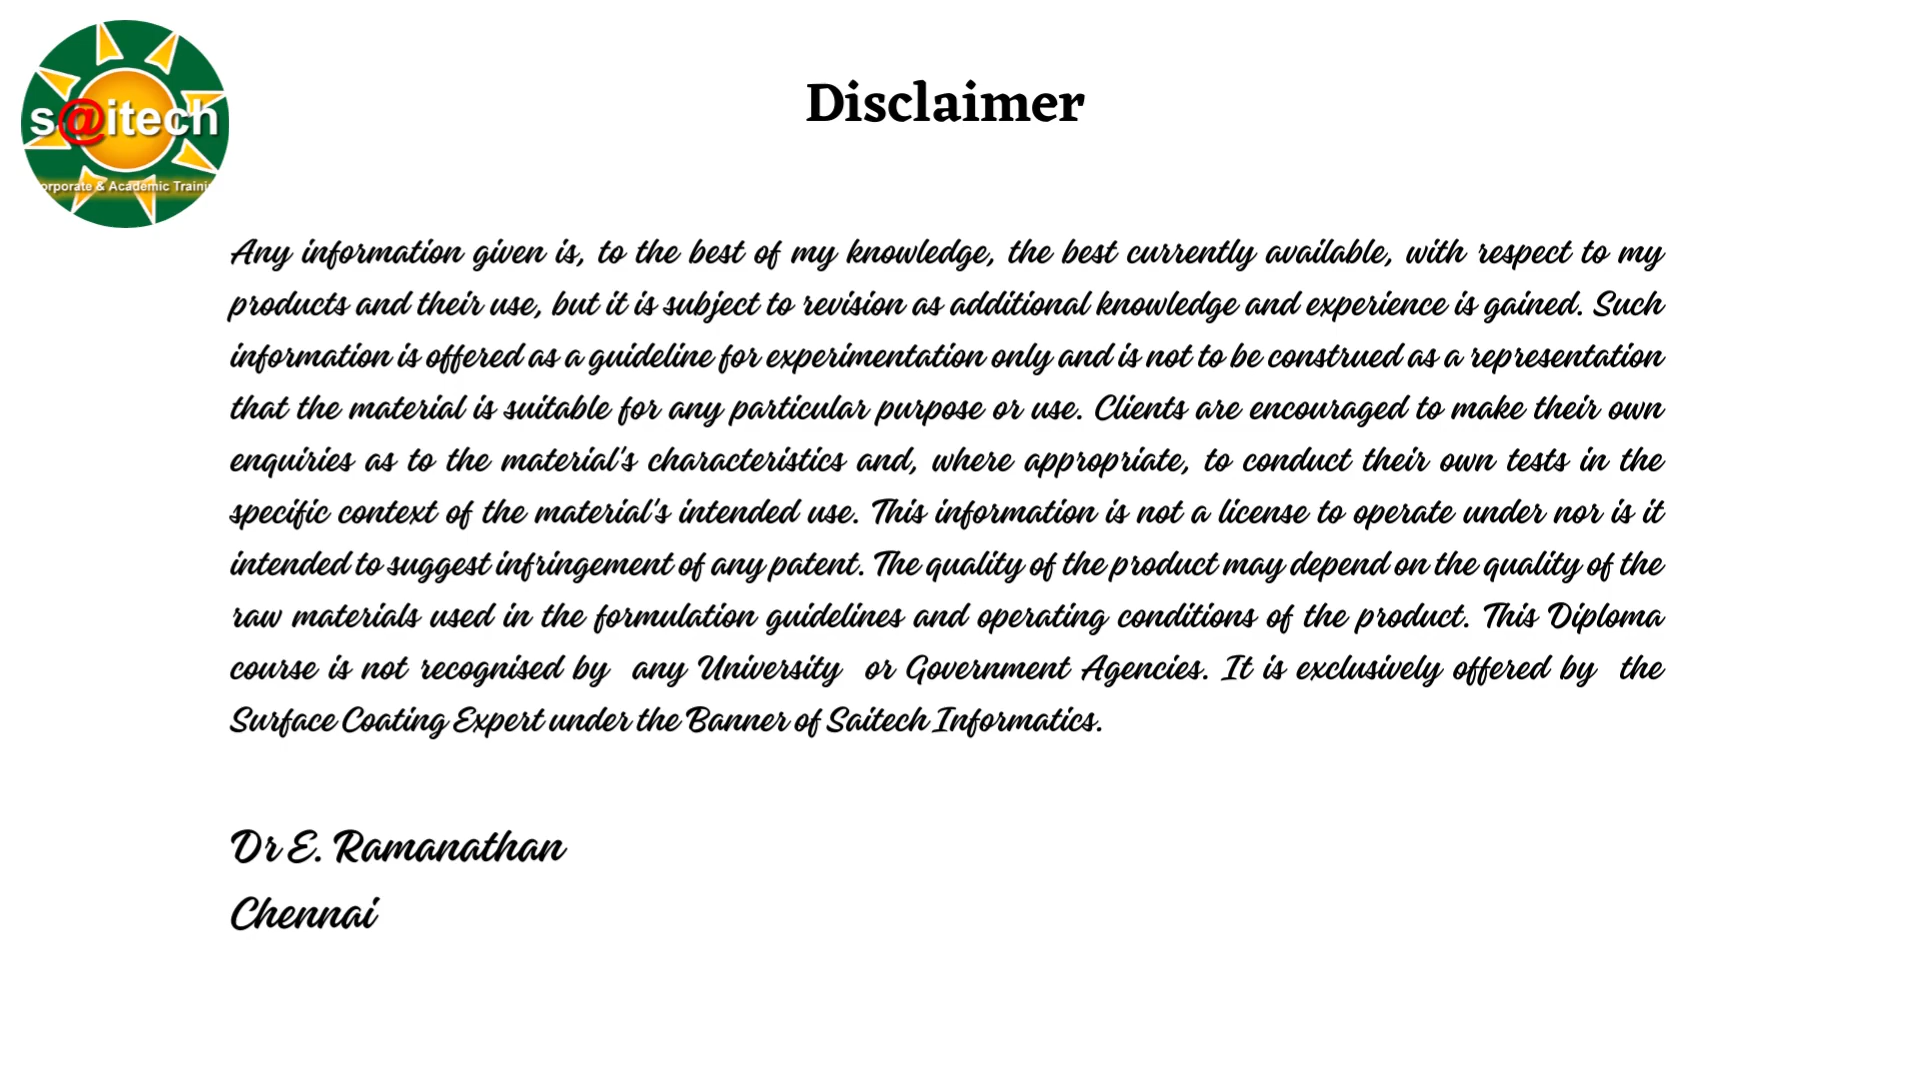 s@itech
orporate & Academic Traini
Disclaimer
Any information given is, to the best of my knowledge, the best currently available, with respect to my
products and their use, but it is subject to revision as additional knowledge and experience is gained. Such
information is offered as a guideline for experimentation only and is not to be construed as a representation
that the material is suitable for any particular purpose or use. Clients are encouraged to make their own
enquiries as to the material's characteristics and, where appropriate, to conduct their own tests in the
specific context of the material's intended use. This information is not a license to operate under nor is it
intended to suggest infringement of any patent. The quality of the product may depend on the quality of the
raw materials used in the formulation guidelines and operating conditions of the product. This Diploma
course is not recognised by any University or Government Agencies. It is exclusively offered by the
Surface Coating Expert under the Banner of Saitech Informatics.
Dr E. Ramanathan
Chennai